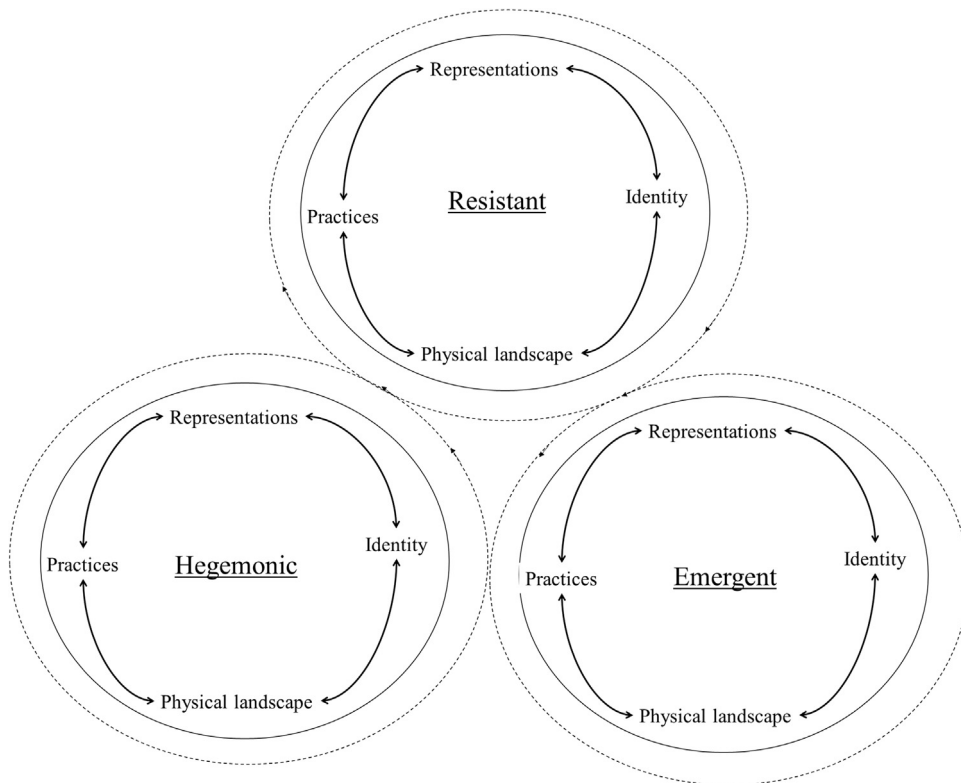 Representations
Resistant
Identity
Practices
Physical landscape
Representations
Identity
Practices
Hegemonic
Physical landscape
Representations
Identity
Practices
Emergent
Physical landscape